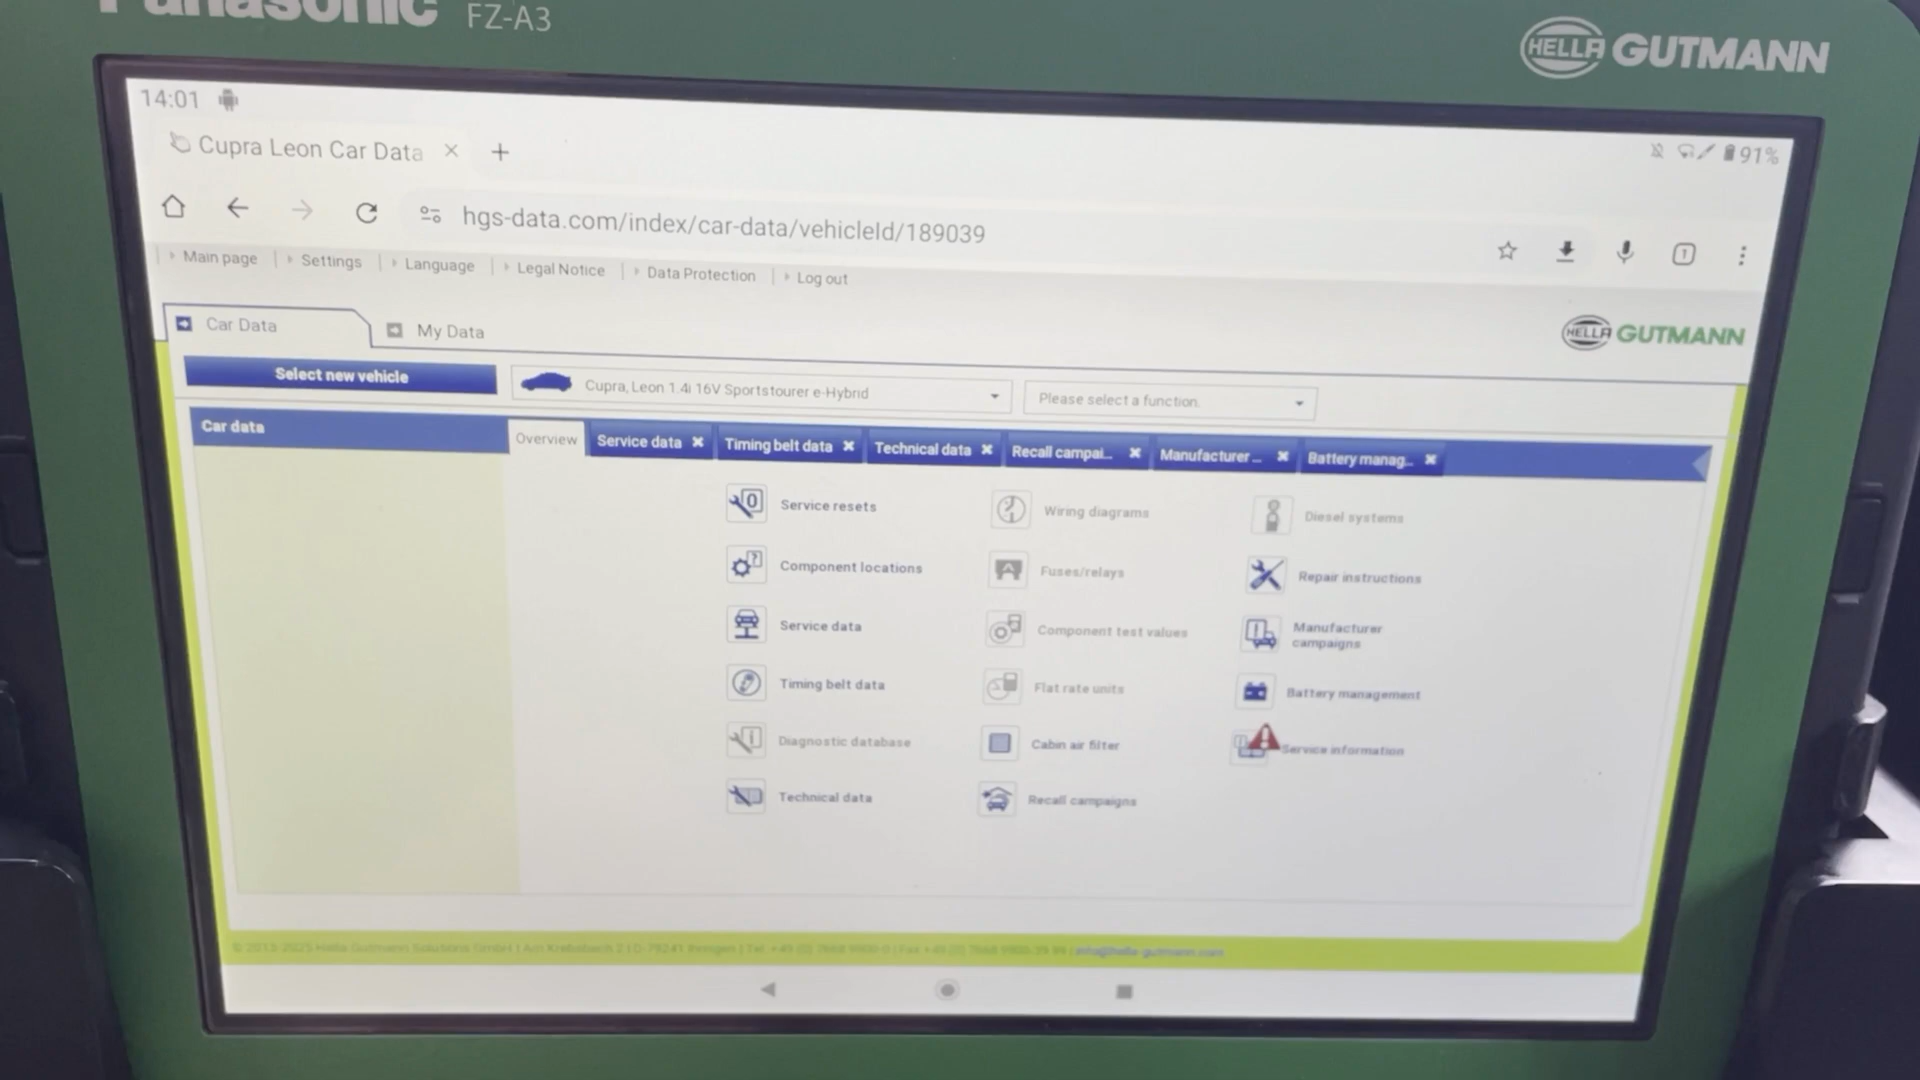 Panasonic FZ-A3
HELLA GUTMANN
14:01
91%
Cupra Leon Car Data
hgs-data.com/index/car-data/vehicleId/189039
1
Main page
Settings
Language
Legal Notice
Data Protection
Log out
Car Data
My Data
HELLA GUTMANN
Select new vehicle
Cupra, Leon 1.4i 16V Sportstourer e-Hybrid
Please select a function.
Car data
Overview
Service data
Timing belt data
Technical data
Recall campai...
Manufacturer ...
Battery manag...
Service resets
Wiring diagrams
Diesel systems
Component locations
Fuses/relays
Repair instructions
Service data
Component test values
Manufacturer
campaigns
Timing belt data
Flat rate units
Battery management
Diagnostic database
Cabin air filter
Service information
Technical data
Recall campaigns